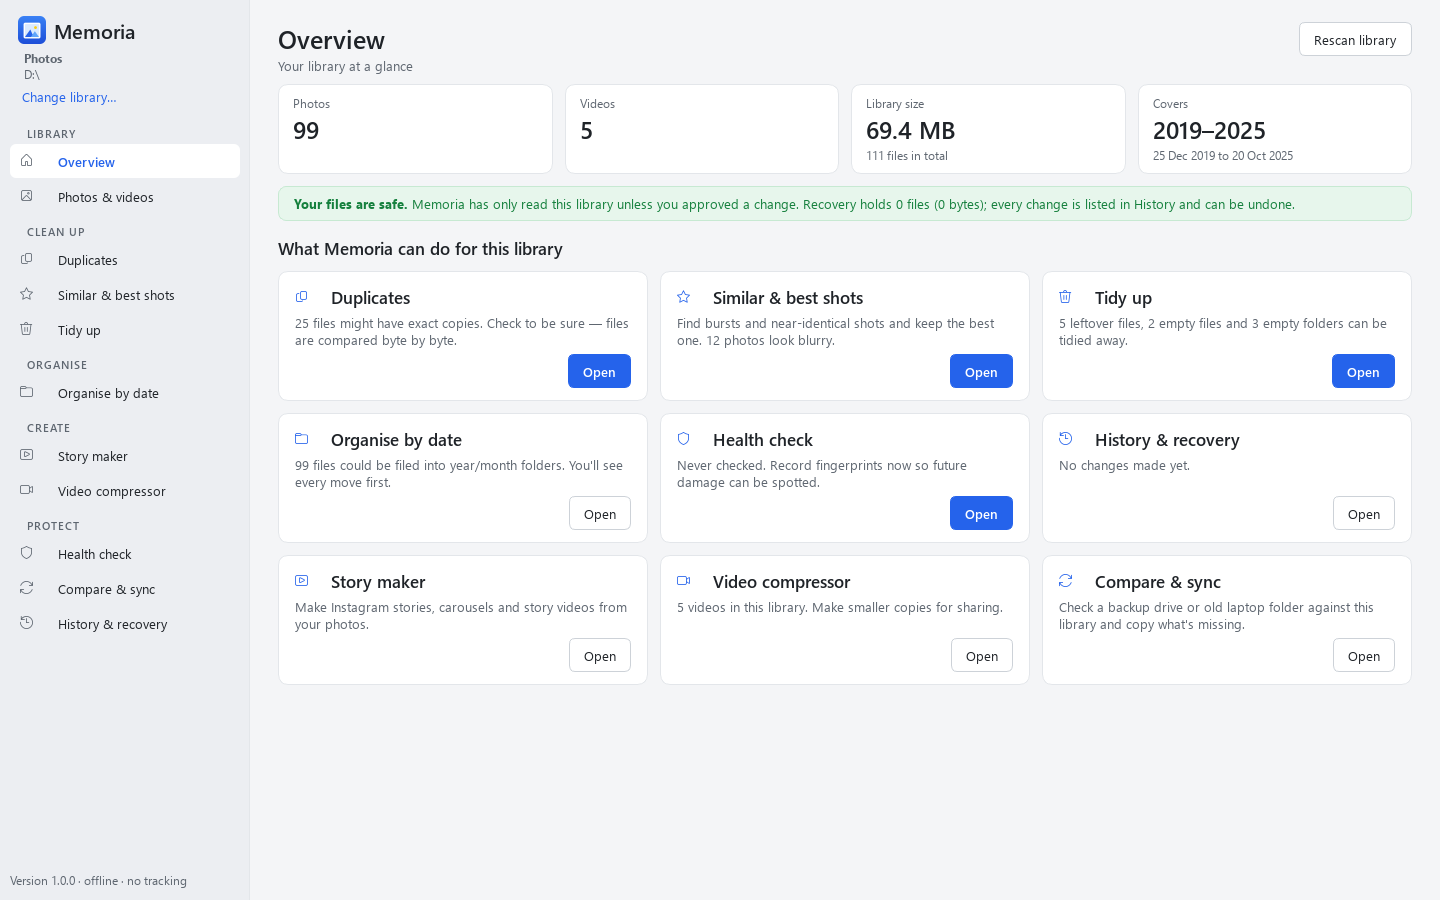 Memoria
Photos
D:\
Change library...
LIBRARY
Overview
Photos & videos
CLEAN UP
Duplicates
Similar & best shots
Tidy up
ORGANISE
Organise by date
CREATE
Story maker
Video compressor
PROTECT
Health check
Compare & sync
History & recovery
Version 1.0.0 · offline · no tracking
Overview
Your library at a glance
Rescan library
Photos
99
Videos
5
Library size
69.4 MB
111 files in total
Covers
2019–2025
25 Dec 2019 to 20 Oct 2025
Your files are safe. Memoria has only read this library unless you approved a change. Recovery holds 0 files (0 bytes); every change is listed in History and can be undone.
What Memoria can do for this library
Duplicates
25 files might have exact copies. Check to be sure — files
are compared byte by byte.
Open
Similar & best shots
Find bursts and near-identical shots and keep the best
one. 12 photos look blurry.
Open
Tidy up
5 leftover files, 2 empty files and 3 empty folders can be
tidied away.
Open
Organise by date
99 files could be filed into year/month folders. You'll see
every move first.
Open
Health check
Never checked. Record fingerprints now so future
damage can be spotted.
Open
History & recovery
No changes made yet.
Open
Story maker
Make Instagram stories, carousels and story videos from
your photos.
Open
Video compressor
5 videos in this library. Make smaller copies for sharing.
Open
Compare & sync
Check a backup drive or old laptop folder against this
library and copy what's missing.
Open